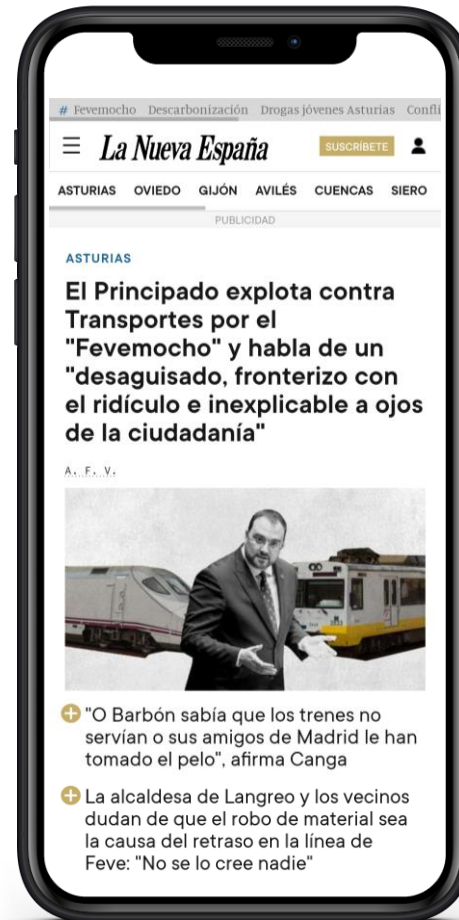 # Fevemocho Descarbonización Drogas jóvenes Asturias Confli
La Nueva España
SUSCRÍBETE
ASTURIAS OVIEDO GIJÓN AVILÉS CUENCAS SIERO
PUBLICIDAD
ASTURIAS
El Principado explota contra
Transportes por el
"Fevemocho" y habla de un
"desaguisado, fronterizo con
el ridículo e inexplicable a ojos
de la ciudadanía"
A. F. V.
"O Barbón sabía que los trenes no
servían o sus amigos de Madrid le han
tomado el pelo", afirma Canga
La alcaldesa de Langreo y los vecinos
dudan de que el robo de material sea
la causa del retraso en la línea de
Feve: "No se lo cree nadie"